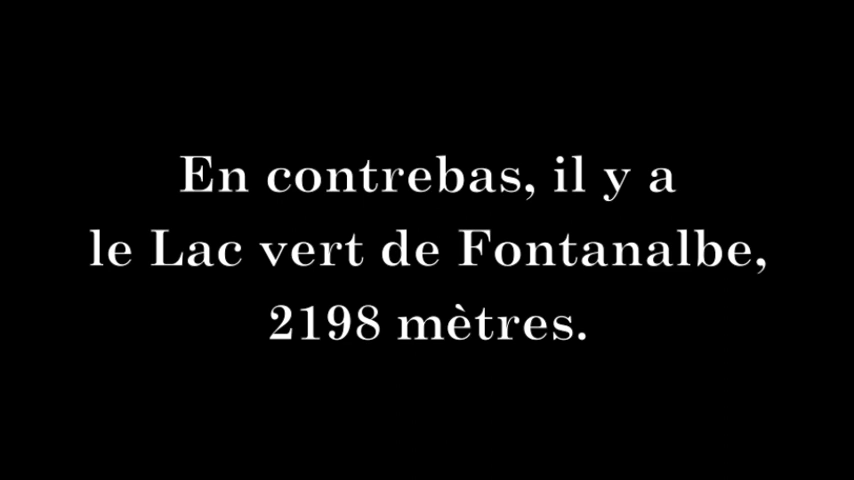 En contrebas, il y a
le Lac vert de Fontanalbe,
2198 mètres.